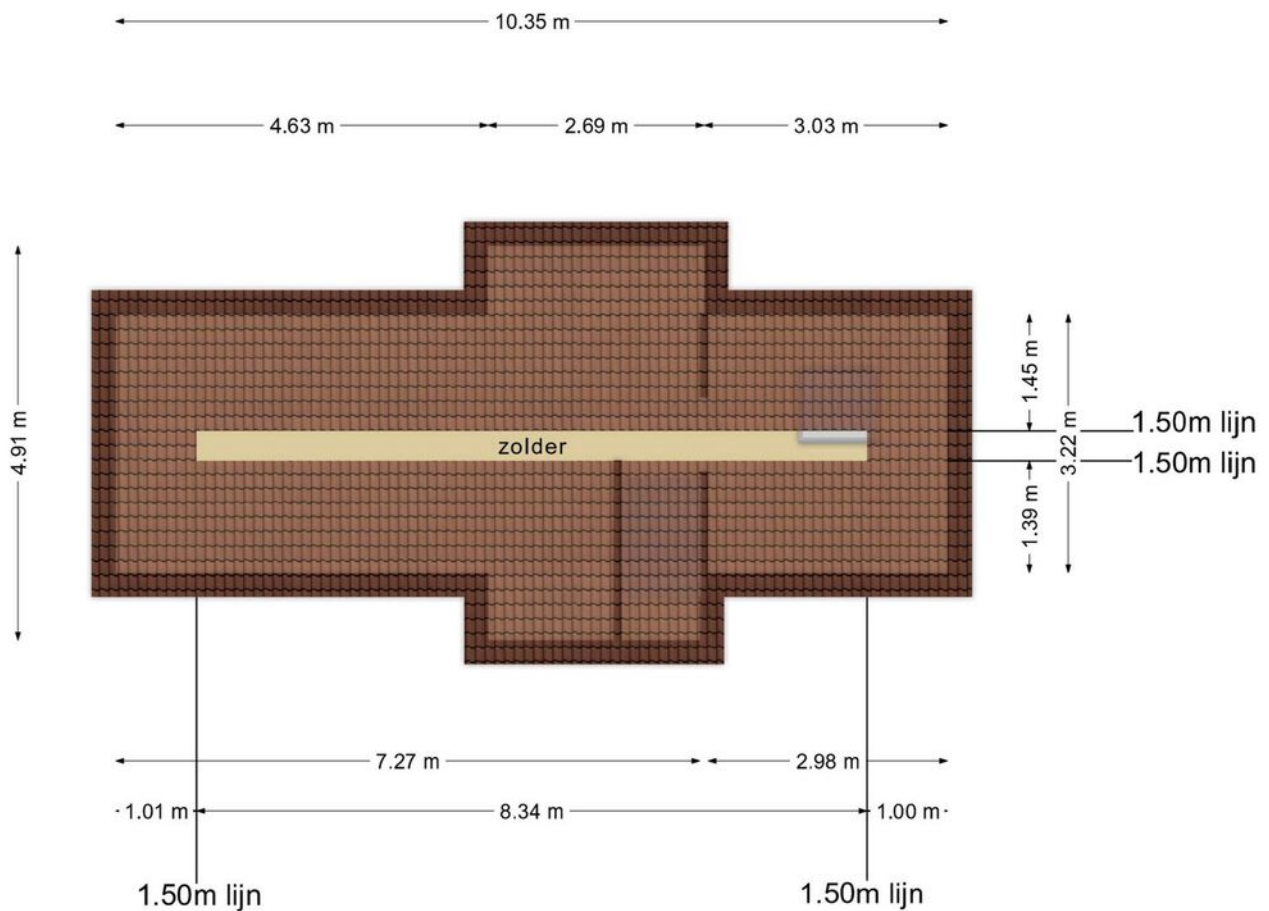 10.35 m
4.63 m
2.69 m
3.03 m
4.91 m
1.45 m
3.22 m
1.50m lijn
zolder
1.50m lijn
1.39 m
7.27 m
2.98 m
1.01 m
8.34 m
1.00 m
1.50m lijn
1.50m lijn